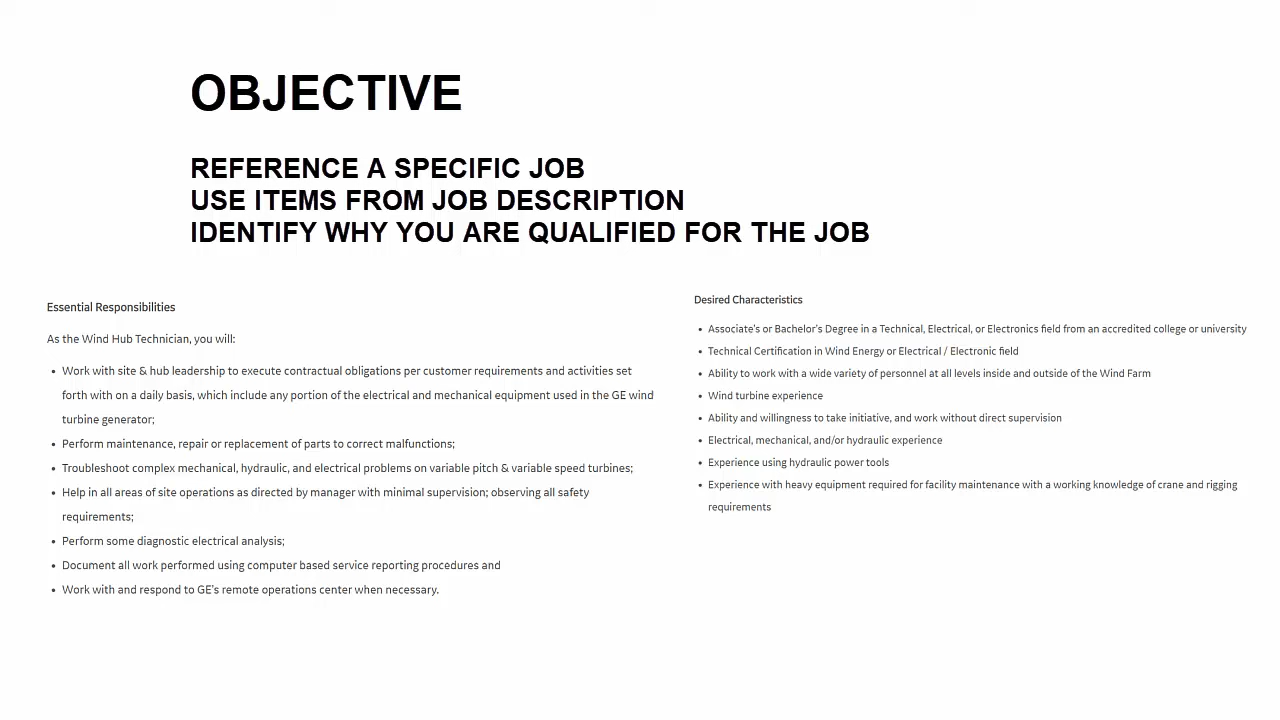 OBJECTIVE
REFERENCE A SPECIFIC JOB
USE ITEMS FROM JOB DESCRIPTION
IDENTIFY WHY YOU ARE QUALIFIED FOR THE JOB
Essential Responsibilities
As the Wind Hub Technician, you will:
• Work with site & hub leadership to execute contractual obligations per customer requirements and activities set
forth with on a daily basis, which include any portion of the electrical and mechanical equipment used in the GE wind
turbine generator;
• Perform maintenance, repair or replacement of parts to correct malfunctions;
• Troubleshoot complex mechanical, hydraulic, and electrical problems on variable pitch & variable speed turbines;
• Help in all areas of site operations as directed by manager with minimal supervision; observing all safety
requirements;
• Perform some diagnostic electrical analysis;
• Document all work performed using computer based service reporting procedures and
• Work with and respond to GE's remote operations center when necessary.
Desired Characteristics
• Associate's or Bachelor's Degree in a Technical, Electrical, or Electronics field from an accredited college or university
• Technical Certification in Wind Energy or Electrical / Electronic field
• Ability to work with a wide variety of personnel at all levels inside and outside of the Wind Farm
• Wind turbine experience
• Ability and willingness to take initiative, and work without direct supervision
• Electrical, mechanical, and/or hydraulic experience
• Experience using hydraulic power tools
• Experience with heavy equipment required for facility maintenance with a working knowledge of crane and rigging
requirements